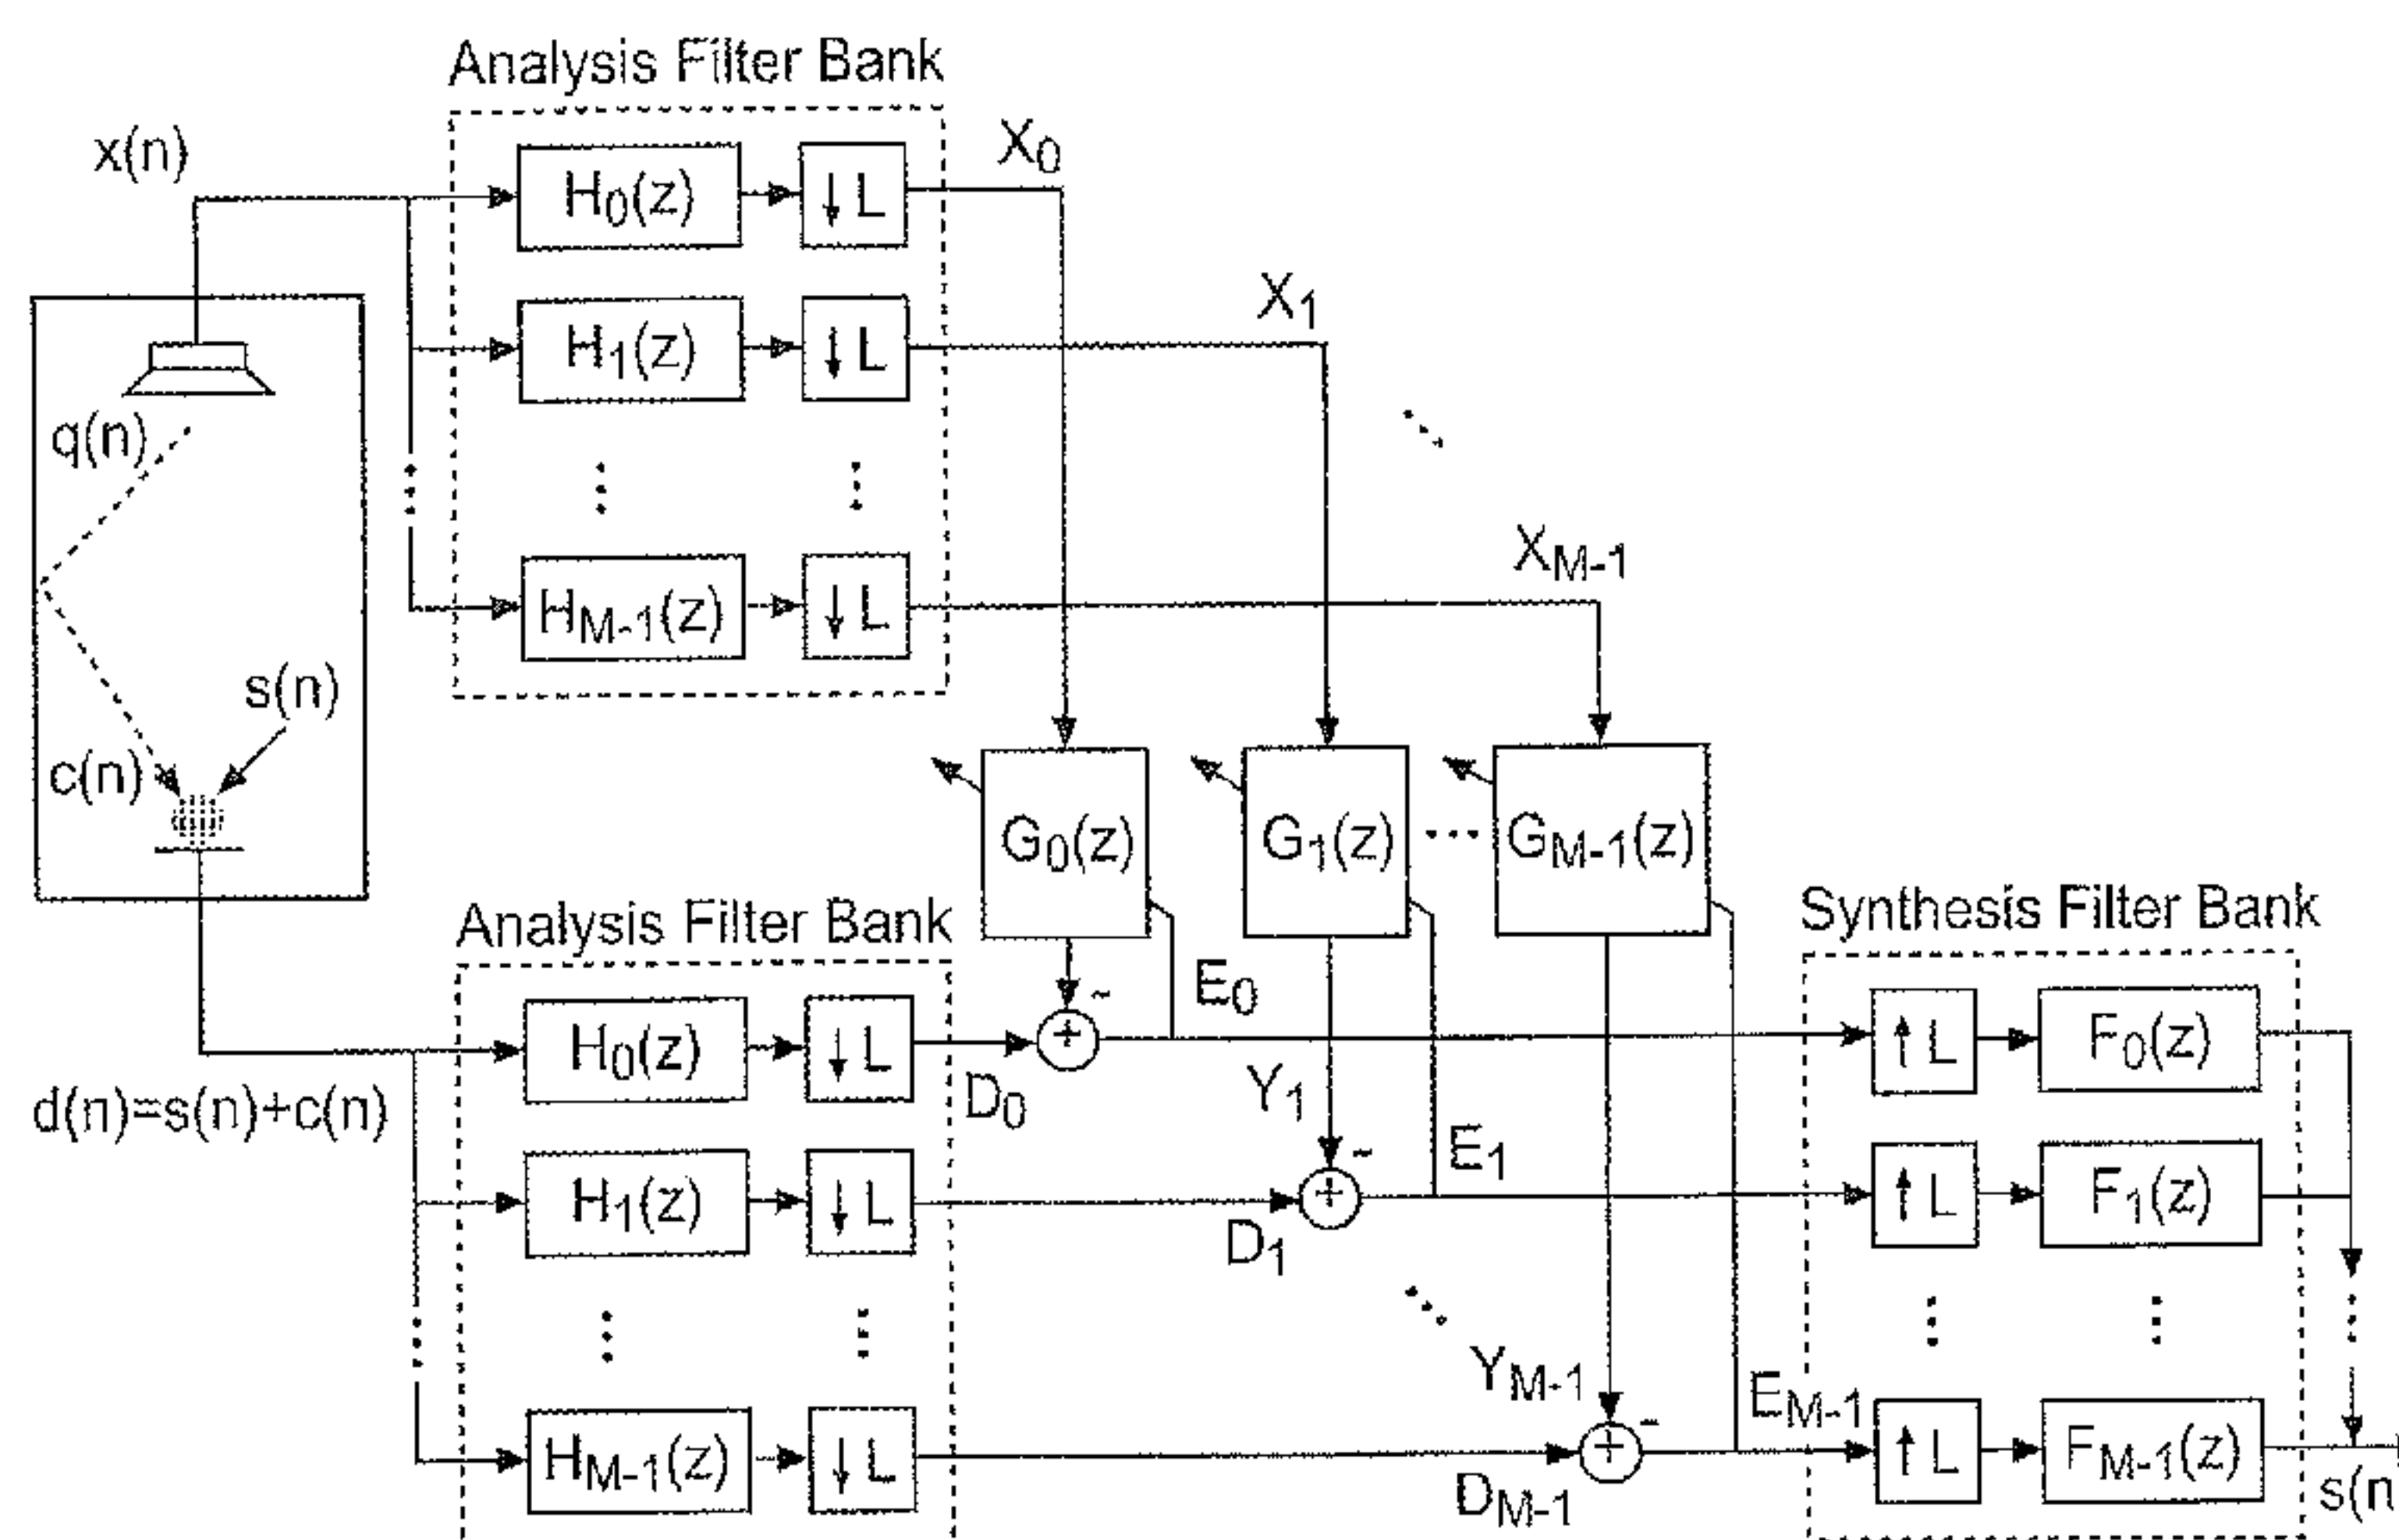 Analysis Filter Bank
x(n)
H0(z)
↓ L
X0
H1(z)
↓ L
X1
q(n)
HM-1(z)
↓ L
XM-1
s(n)
c(n)
G0(z)
G1(z)
...
GM-1(z)
Analysis Filter Bank
Synthesis Filter Bank
-
E0
H0(z)
↓ L
D0
+
↑ L
F0(z)
d(n)=s(n)+c(n)
Y1
-
E1
H1(z)
↓ L
D1
+
↑ L
F1(z)
YM-1
-
EM-1
HM-1(z)
↓ L
DM-1
+
↑ L
FM-1(z)
s(n